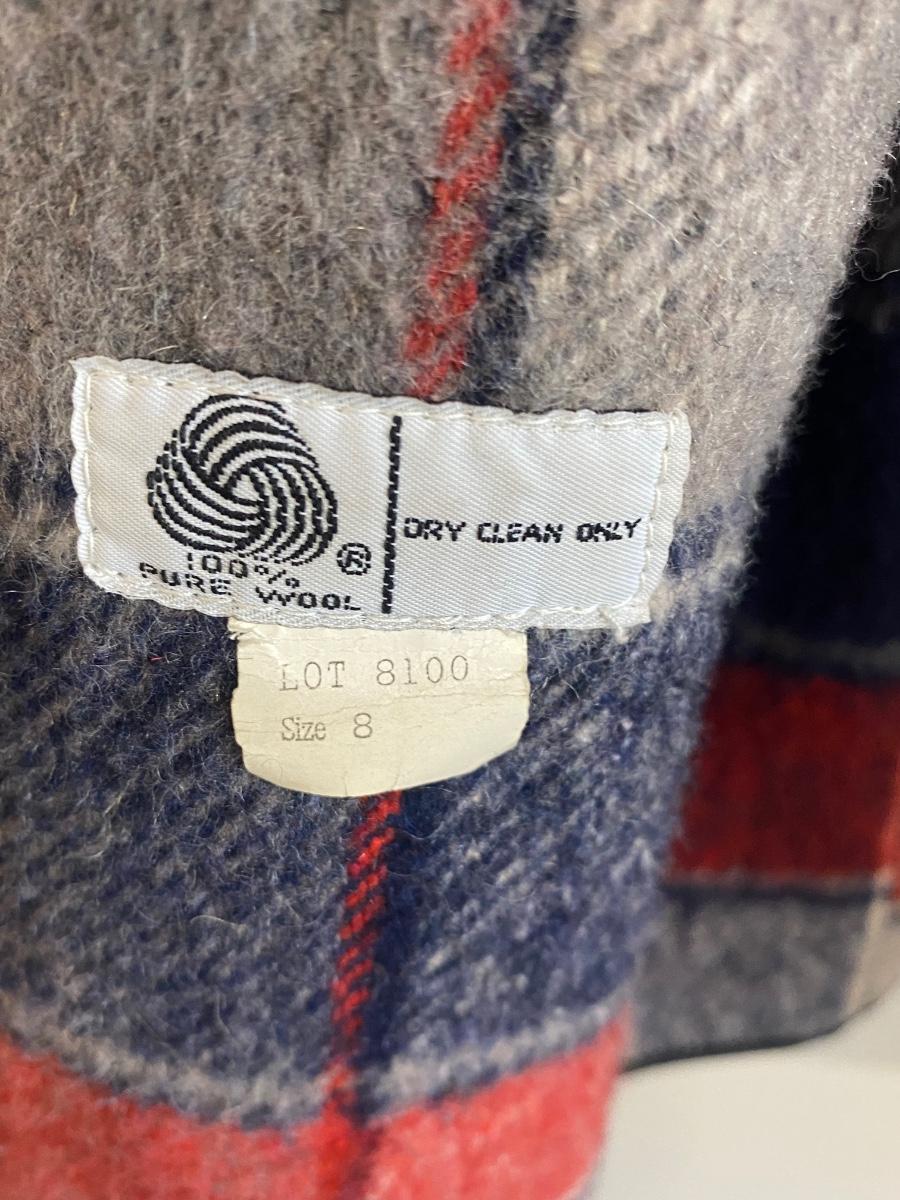 100%
PURE WOOL
®
DRY CLEAN ONLY
LOT 8100
Size 8